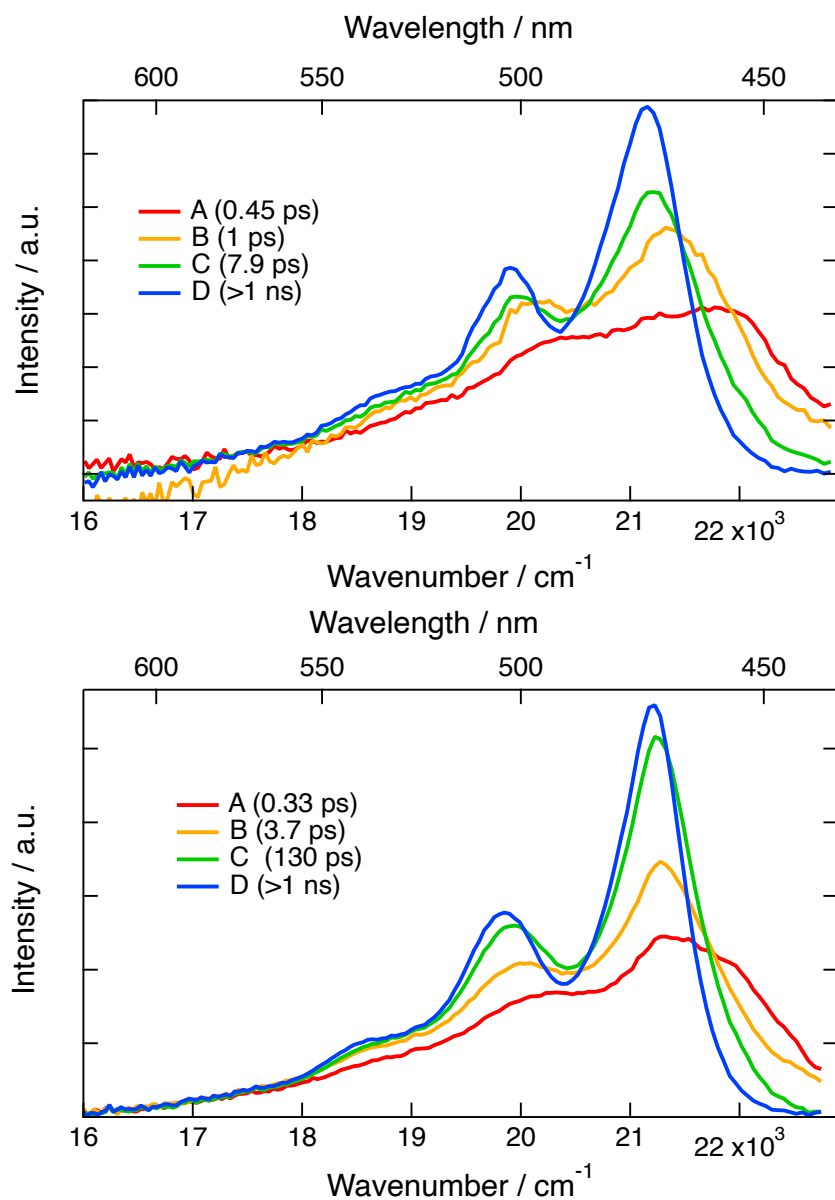 Wavelength / nm
600 550 500 450
Intensity / a.u.
A (0.45 ps)
B (1 ps)
C (7.9 ps)
D (>1 ns)
16 17 18 19 20 21 22 x10³
Wavenumber / cm⁻¹
Wavelength / nm
600 550 500 450
Intensity / a.u.
A (0.33 ps)
B (3.7 ps)
C (130 ps)
D (>1 ns)
16 17 18 19 20 21 22 x10³
Wavenumber / cm⁻¹